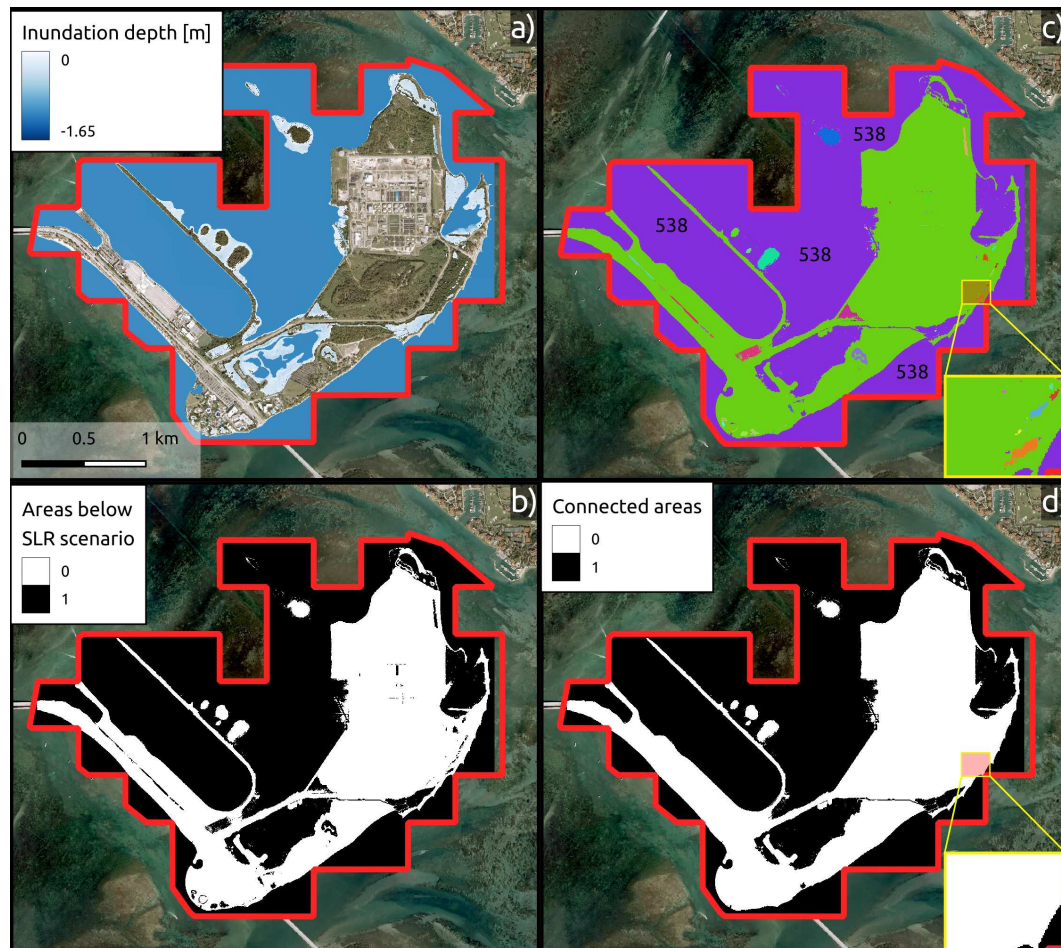 Inundation depth [m]
0
-1.65
a)
0 0.5 1 km
c)
538
538
538
538
Areas below
SLR scenario
0
1
b)
Connected areas
0
1
d)